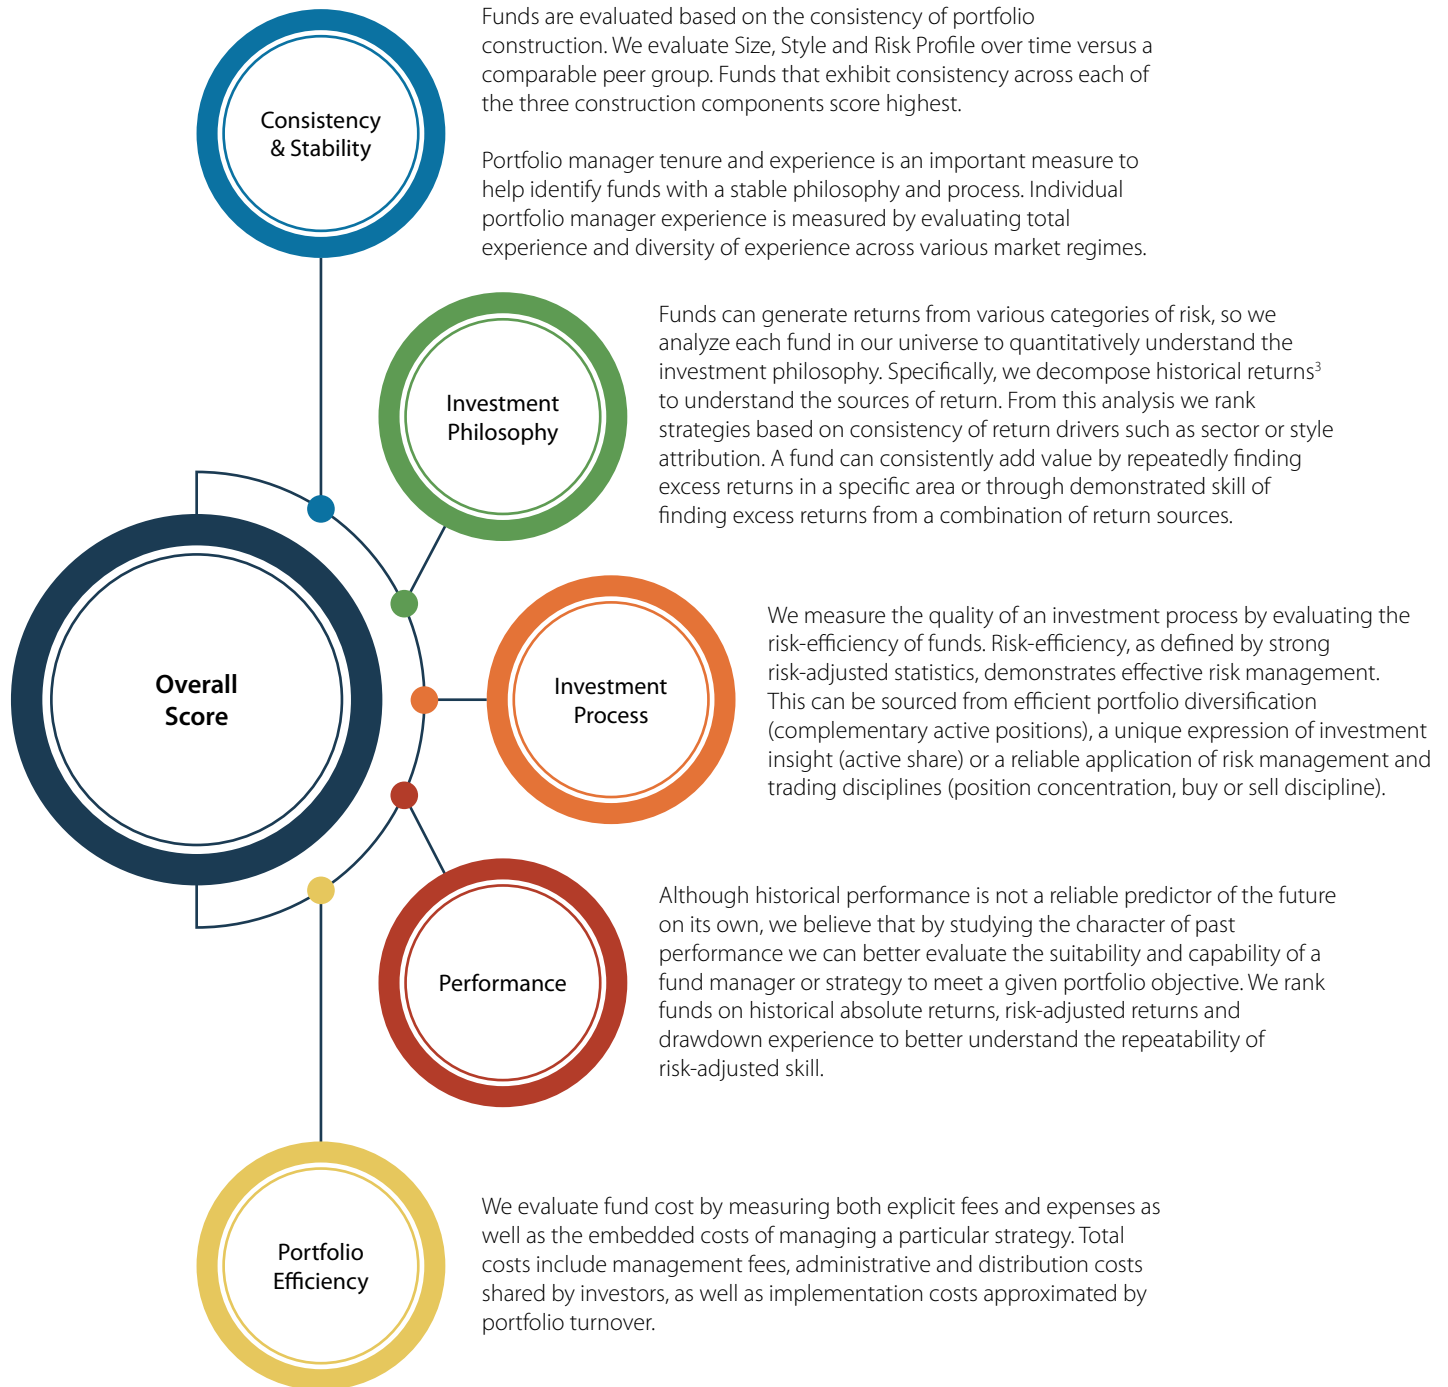 Funds are evaluated based on the consistency of portfolio
construction. We evaluate Size, Style and Risk Profile over time versus a
comparable peer group. Funds that exhibit consistency across each of
the three construction components score highest.
Consistency
& Stability
Portfolio manager tenure and experience is an important measure to
help identify funds with a stable philosophy and process. Individual
portfolio manager experience is measured by evaluating total
experience and diversity of experience across various market regimes.
Funds can generate returns from various categories of risk, so we
analyze each fund in our universe to quantitatively understand the
investment philosophy. Specifically, we decompose historical returns³
to understand the sources of return. From this analysis we rank
strategies based on consistency of return drivers such as sector or style
attribution. A fund can consistently add value by repeatedly finding
excess returns in a specific area or through demonstrated skill of
finding excess returns from a combination of return sources.
Investment
Philosophy
We measure the quality of an investment process by evaluating the
risk-efficiency of funds. Risk-efficiency, as defined by strong
risk-adjusted statistics, demonstrates effective risk management.
This can be sourced from efficient portfolio diversification
(complementary active positions), a unique expression of investment
insight (active share) or a reliable application of risk management and
trading disciplines (position concentration, buy or sell discipline).
Investment
Process
Overall
Score
Although historical performance is not a reliable predictor of the future
on its own, we believe that by studying the character of past
performance we can better evaluate the suitability and capability of a
fund manager or strategy to meet a given portfolio objective. We rank
funds on historical absolute returns, risk-adjusted returns and
drawdown experience to better understand the repeatability of
risk-adjusted skill.
Performance
We evaluate fund cost by measuring both explicit fees and expenses as
well as the embedded costs of managing a particular strategy. Total
costs include management fees, administrative and distribution costs
shared by investors, as well as implementation costs approximated by
portfolio turnover.
Portfolio
Efficiency